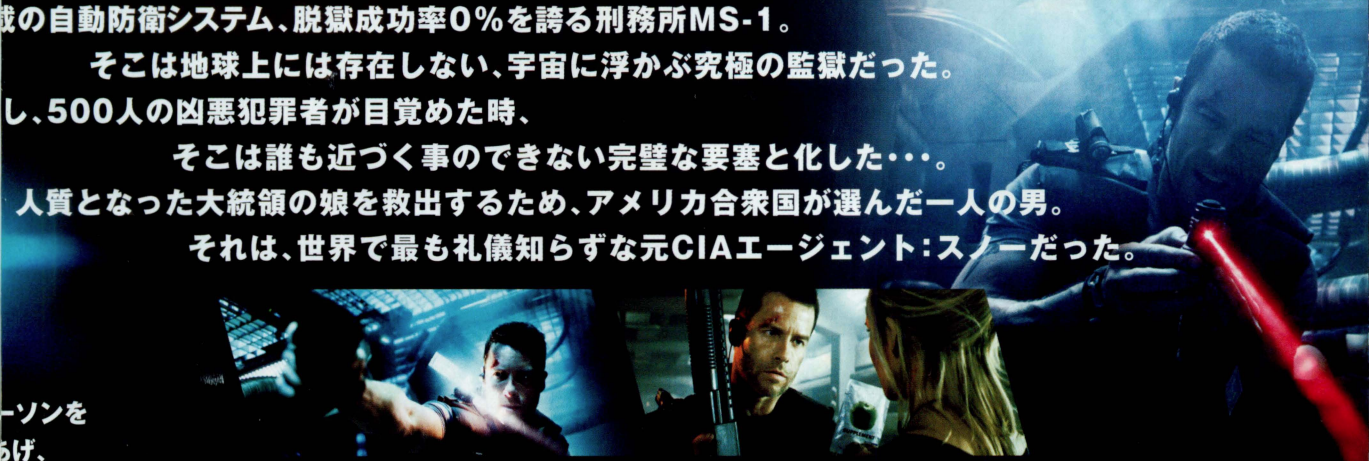 の自動防衛システム、脱獄成功率0%を誇る刑務所MS-1。
そこは地球上には存在しない、宇宙に浮かぶ究極の監獄だった。
し、500人の凶悪犯罪者が目覚めた時、
そこは誰も近づく事のできない完璧な要塞と化した・・・。
人質となった大統領の娘を救出するため、アメリカ合衆国が選んだ一人の男。
それは、世界で最も礼儀知らずな元CIAエージェント:スノーだった。
ーソンを
あげ、